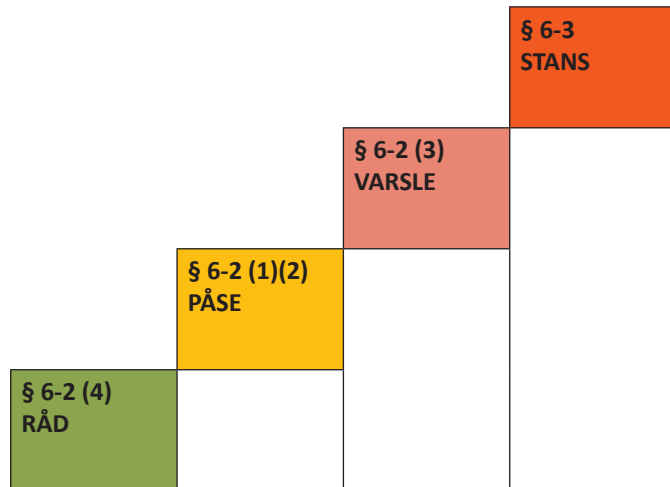 § 6-3
STANS
§ 6-2 (3)
VARSLE
§ 6-2 (1)(2)
PÅSE
§ 6-2 (4)
RÅD